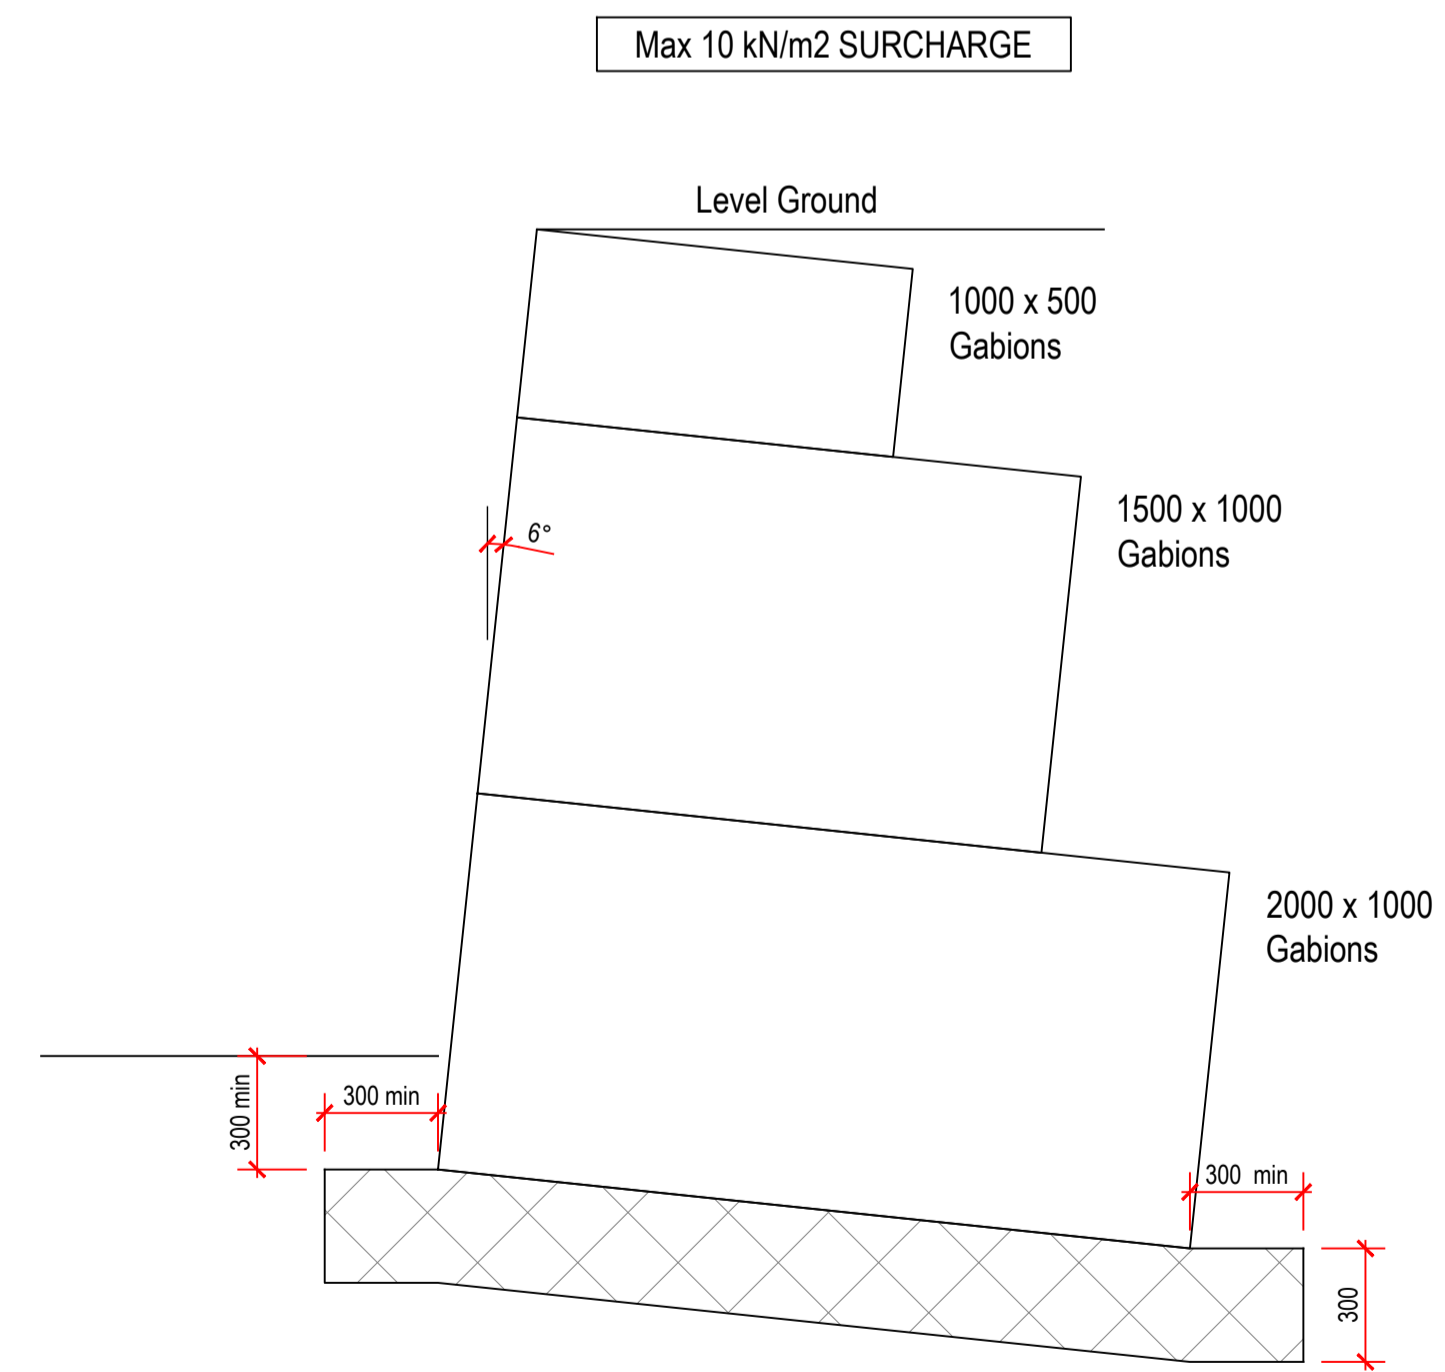 Max 10 kN/m2 SURCHARGE
Level Ground
1000 x 500
Gabions
1500 x 1000
Gabions
6°
2000 x 1000
Gabions
300 min
300 min
300 min
300